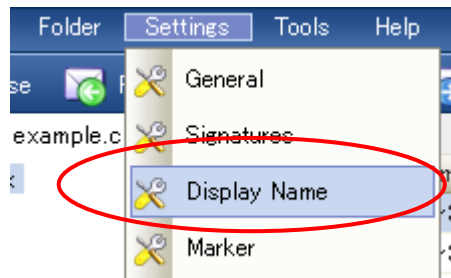 Folder Settings Tools Help
se
General
example.c Signatures
Display Name
Marker